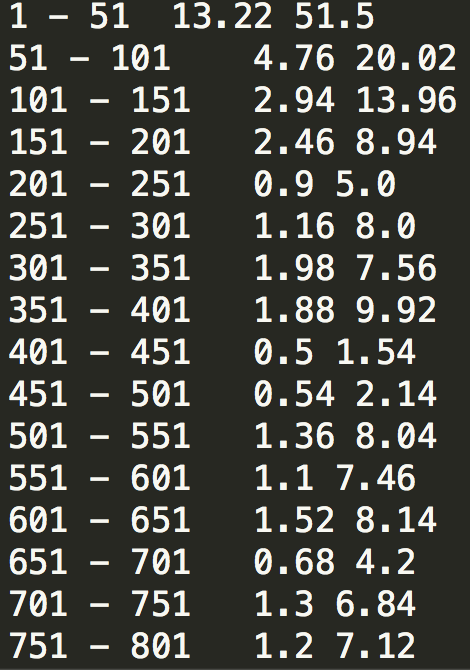 1 – 51 13.22 51.5
51 – 101 4.76 20.02
101 – 151 2.94 13.96
151 – 201 2.46 8.94
201 – 251 0.9 5.0
251 – 301 1.16 8.0
301 – 351 1.98 7.56
351 – 401 1.88 9.92
401 – 451 0.5 1.54
451 – 501 0.54 2.14
501 – 551 1.36 8.04
551 – 601 1.1 7.46
601 – 651 1.52 8.14
651 – 701 0.68 4.2
701 – 751 1.3 6.84
751 – 801 1.2 7.12